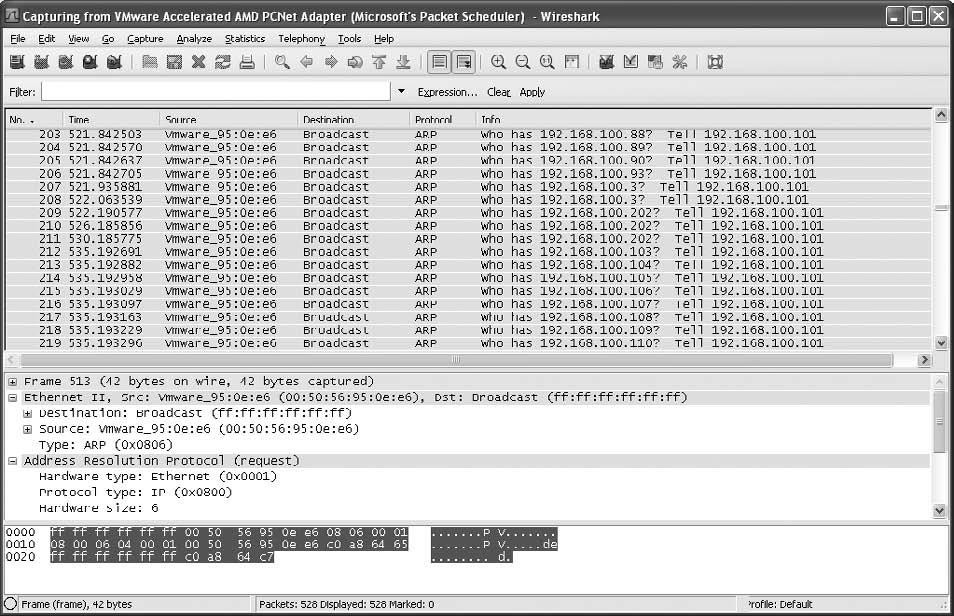 Capturing from VMware Accelerated AMD PCNet Adapter (Microsoft's Packet Scheduler) - Wireshark
File Edit View Go Capture Analyze Statistics Telephony Tools Help
Filter: Expression... Clear Apply
No. Time Source Destination Protocol Info
203 521.842503 Vmware_95:0e:e6 Broadcast ARP Who has 192.168.100.88? Tell 192.168.100.101
204 521.842570 Vmware_95:0e:e6 Broadcast ARP Who has 192.168.100.89? Tell 192.168.100.101
205 521.842637 Vmware_95:0e:e6 Broadcast ARP Who has 192.168.100.90? Tell 192.168.100.101
206 521.842705 Vmware_95:0e:e6 Broadcast ARP Who has 192.168.100.93? Tell 192.168.100.101
207 521.935881 Vmware_95:0e:e6 Broadcast ARP Who has 192.168.100.3? Tell 192.168.100.101
208 522.063539 Vmware_95:0e:e6 Broadcast ARP Who has 192.168.100.3? Tell 192.168.100.101
209 522.190577 Vmware_95:0e:e6 Broadcast ARP Who has 192.168.100.202? Tell 192.168.100.101
210 526.185856 Vmware_95:0e:e6 Broadcast ARP Who has 192.168.100.202? Tell 192.168.100.101
211 530.185775 Vmware_95:0e:e6 Broadcast ARP Who has 192.168.100.202? Tell 192.168.100.101
212 535.192691 Vmware_95:0e:e6 Broadcast ARP Who has 192.168.100.103? Tell 192.168.100.101
213 535.192882 Vmware_95:0e:e6 Broadcast ARP Who has 192.168.100.104? Tell 192.168.100.101
214 535.192958 Vmware_95:0e:e6 Broadcast ARP Who has 192.168.100.105? Tell 192.168.100.101
215 535.193029 Vmware_95:0e:e6 Broadcast ARP Who has 192.168.100.106? Tell 192.168.100.101
216 535.193097 Vmware_95:0e:e6 Broadcast ARP Who has 192.168.100.107? Tell 192.168.100.101
217 535.193163 Vmware_95:0e:e6 Broadcast ARP Who has 192.168.100.108? Tell 192.168.100.101
218 535.193229 Vmware_95:0e:e6 Broadcast ARP Who has 192.168.100.109? Tell 192.168.100.101
219 535.193296 Vmware_95:0e:e6 Broadcast ARP Who has 192.168.100.110? Tell 192.168.100.101
Frame 513 (42 bytes on wire, 42 bytes captured)
Ethernet II, Src: Vmware_95:0e:e6 (00:50:56:95:0e:e6), Dst: Broadcast (ff:ff:ff:ff:ff:ff)
Destination: Broadcast (ff:ff:ff:ff:ff:ff)
Source: Vmware_95:0e:e6 (00:50:56:95:0e:e6)
Type: ARP (0x0806)
Address Resolution Protocol (request)
Hardware type: Ethernet (0x0001)
Protocol type: IP (0x0800)
Hardware size: 6
0000 ff ff ff ff ff ff 00 50 56 95 0e e6 08 06 00 01 .......P V.......
0010 08 00 06 04 00 01 00 50 56 95 0e e6 c0 a8 64 65 .......P V.....de
0020 ff ff ff ff ff ff c0 a8 64 c7 ........ d.
Frame (frame), 42 bytes Packets: 528 Displayed: 528 Marked: 0 Profile: Default